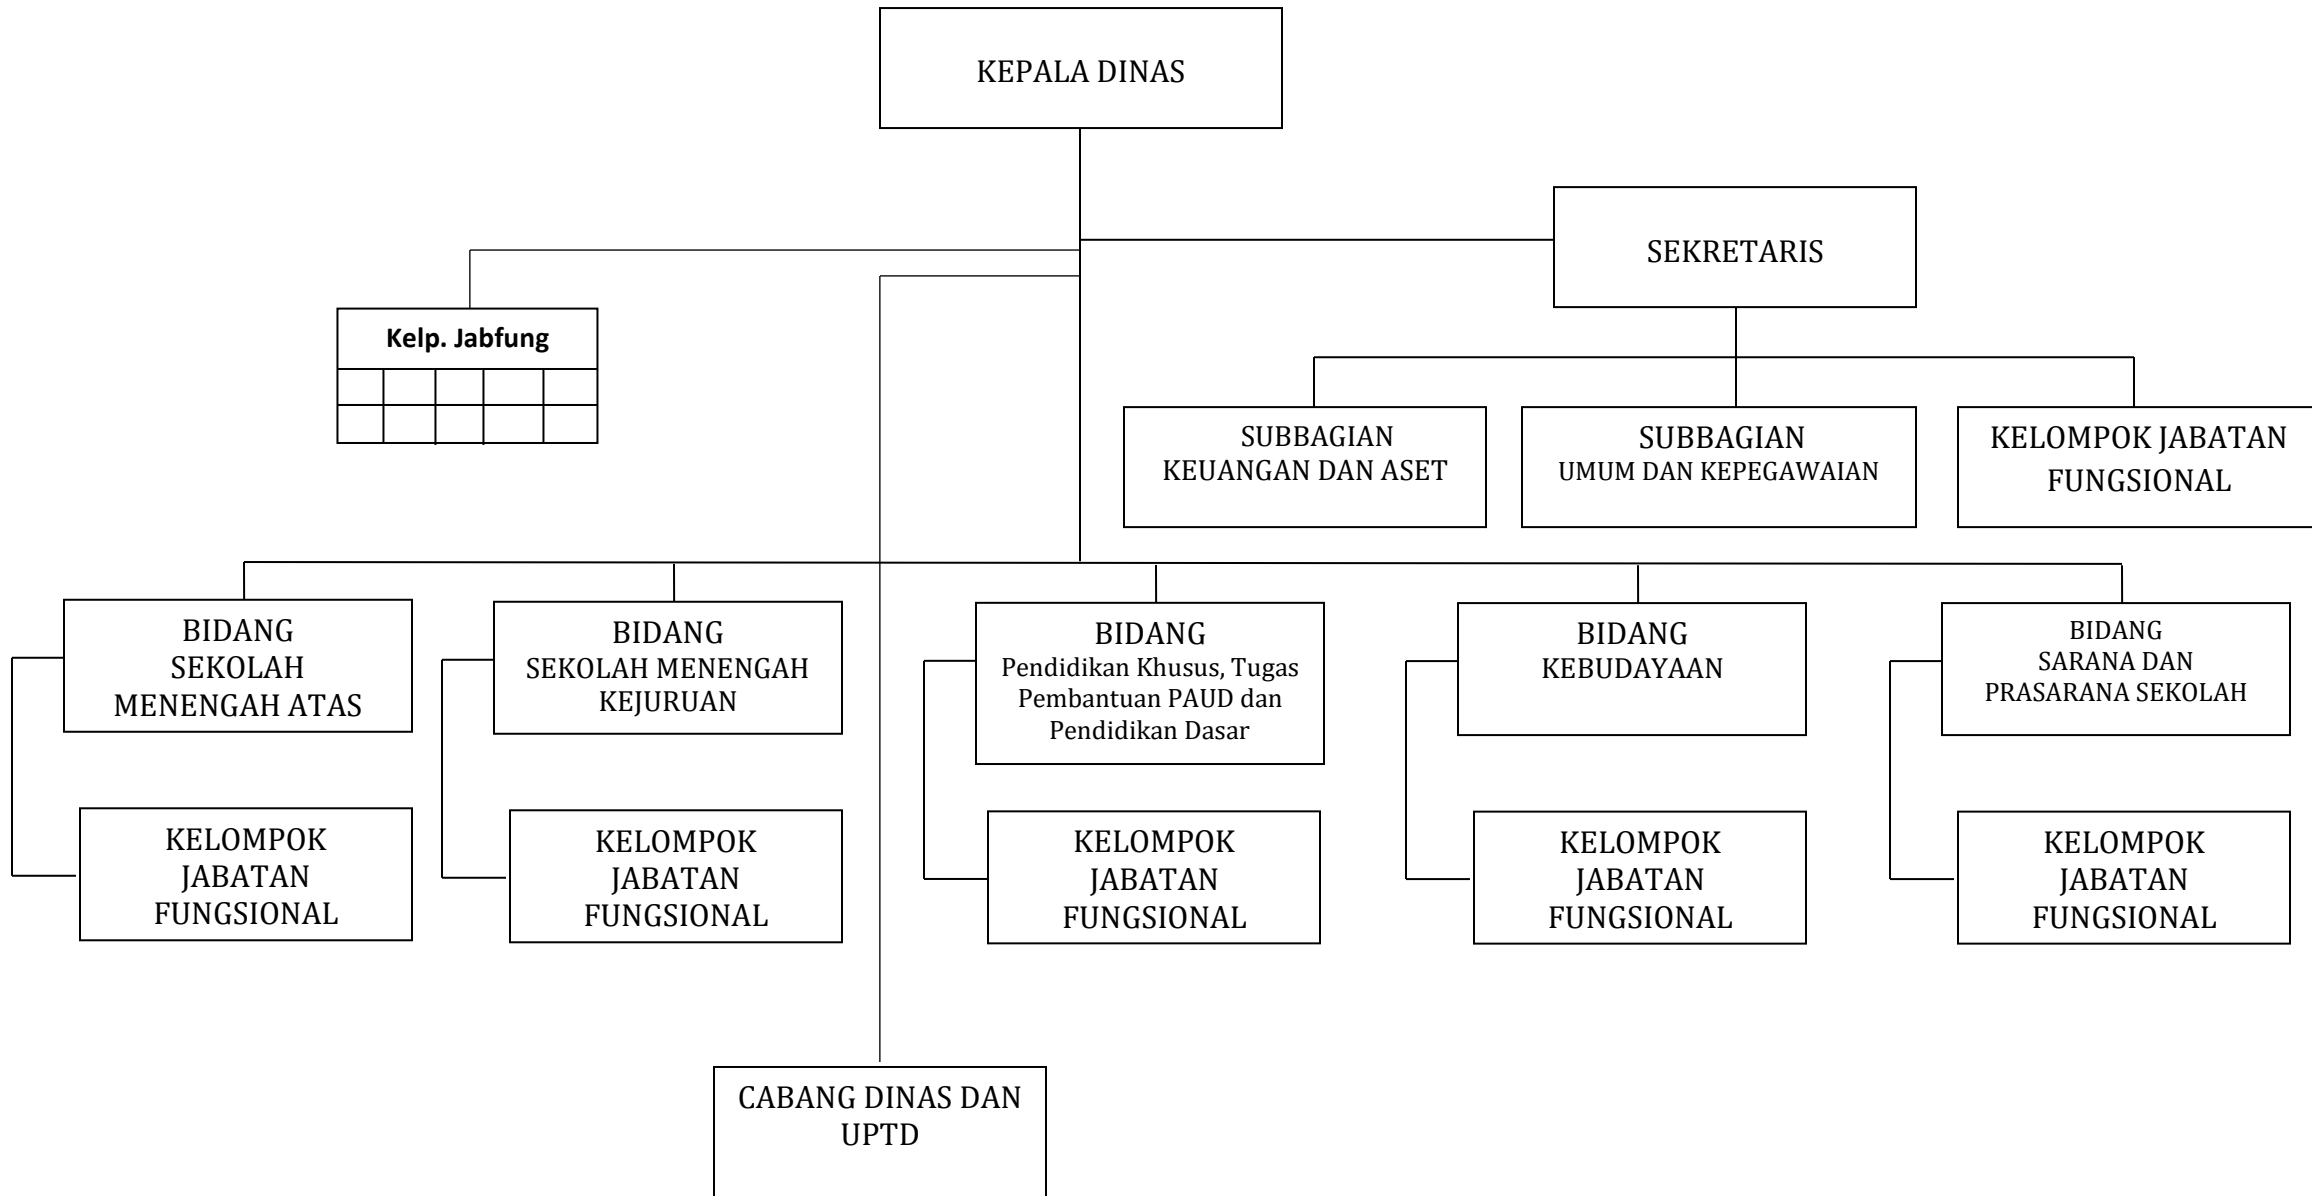 KEPALA DINAS
SEKRETARIS
Kelp. Jabfung
SUBBAGIAN
KEUANGAN DAN ASET
SUBBAGIAN
UMUM DAN KEPEGAWAIAN
KELOMPOK JABATAN
FUNGSIONAL
BIDANG
SEKOLAH
MENENGAH ATAS
BIDANG
SEKOLAH MENENGAH
KEJURUAN
BIDANG
Pendidikan Khusus, Tugas
Pembantuan PAUD dan
Pendidikan Dasar
BIDANG
KEBUDAYAAN
BIDANG
SARANA DAN
PRASARANA SEKOLAH
KELOMPOK
JABATAN
FUNGSIONAL
KELOMPOK
JABATAN
FUNGSIONAL
KELOMPOK
JABATAN
FUNGSIONAL
KELOMPOK
JABATAN
FUNGSIONAL
KELOMPOK
JABATAN
FUNGSIONAL
CABANG DINAS DAN
UPTD